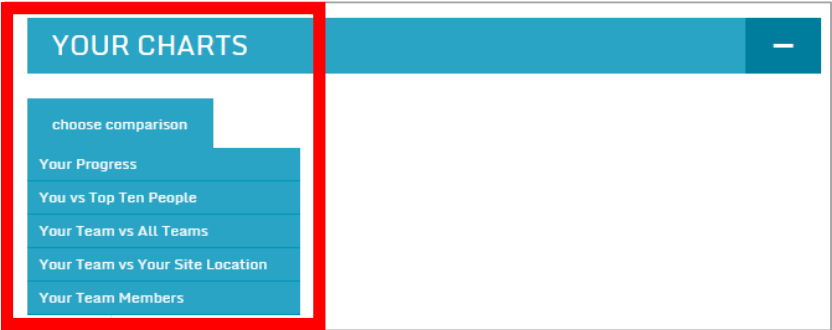 YOUR CHARTS
choose comparison
Your Progress
You vs Top Ten People
Your Team vs All Teams
Your Team vs Your Site Location
Your Team Members